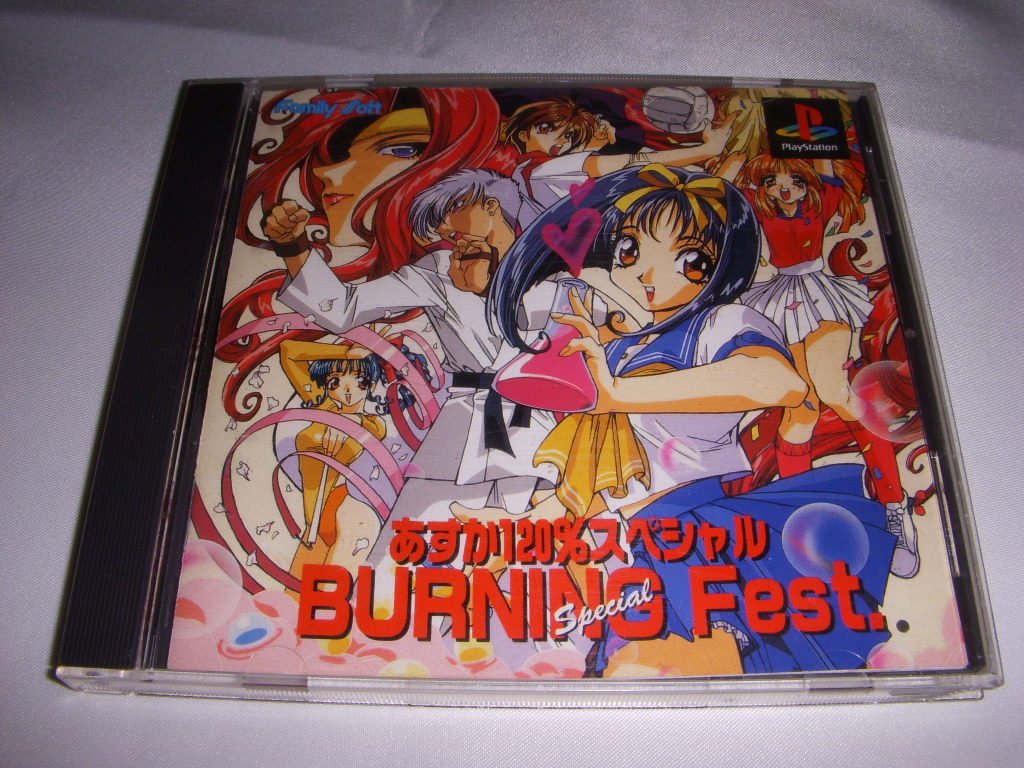 Family Soft
PlayStation
あすか120%スペシャル
BURNING Fest.
Special